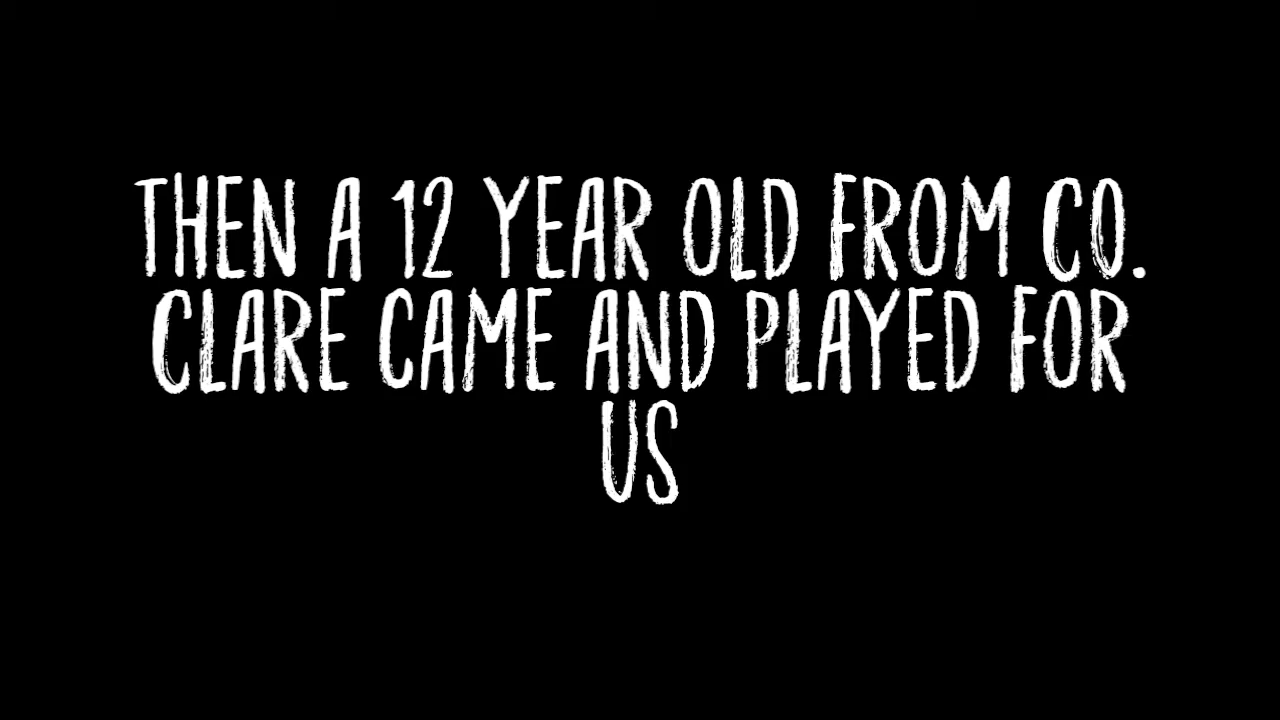 THEN A 12 YEAR OLD FROM CO.
CLARE CAME AND PLAYED FOR
US